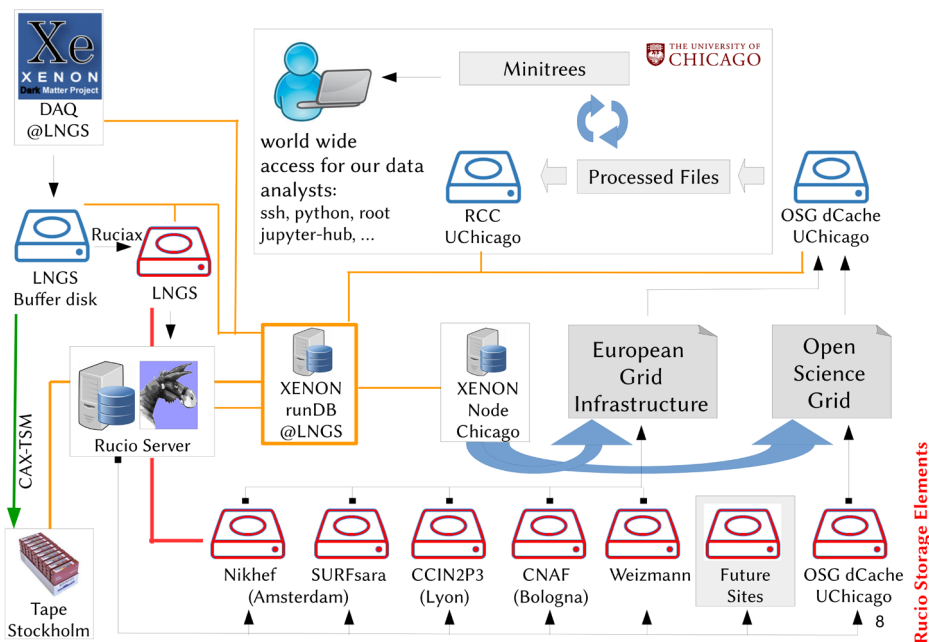 Xe
XENON
Dark Matter Project
DAQ
@LNGS
THE UNIVERSITY OF
CHICAGO
Minitrees
world wide
access for our data
analysts:
ssh, python, root
jupyter-hub, ...
Processed Files
RCC
UChicago
OSG dCache
UChicago
LNGS
Buffer disk
Ruciax
LNGS
CAX-TSM
Rucio Server
XENON
runDB
@LNGS
XENON
Node
Chicago
European
Grid
Infrastructure
Open
Science
Grid
Tape
Stockholm
Nikhef
SURFsara
(Amsterdam)
CCIN2P3
(Lyon)
CNAF
(Bologna)
Weizmann
Future
Sites
OSG dCache
UChicago
8
Rucio Storage Elements